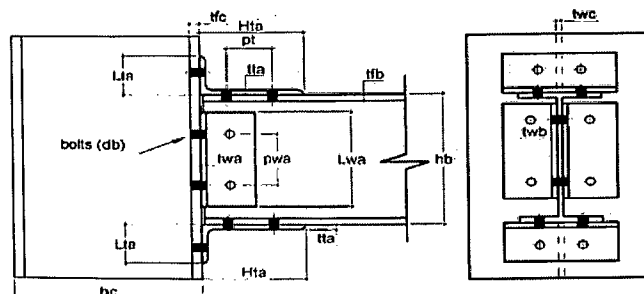 tfc
Hta
twc
pt
Lta
tta
tfb
bolts (db)
twa
pwa
Lwa
hb
twb
Lta
tta
Hta
hc